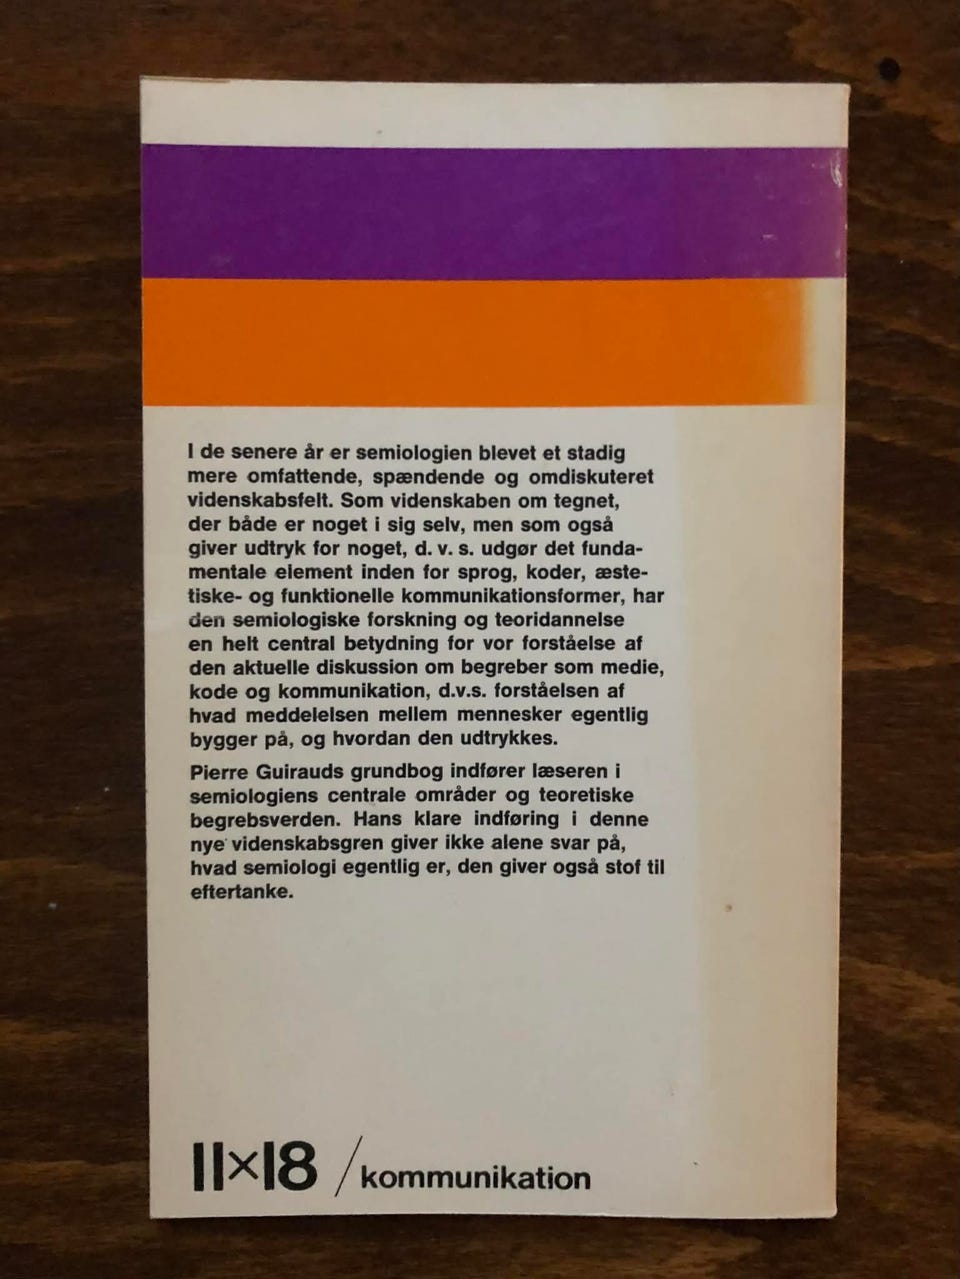 I de senere år er semiologien blevet et stadig
mere omfattende, spændende og omdiskuteret
videnskabsfelt. Som videnskaben om tegnet,
der både er noget i sig selv, men som også
giver udtryk for noget, d. v. s. udgør det funda-
mentale element inden for sprog, koder, æste-
tiske- og funktionelle kommunikationsformer, har
den semiologiske forskning og teoridannelse
en helt central betydning for vor forståelse af
den aktuelle diskussion om begreber som medie,
kode og kommunikation, d.v.s. forståelsen af
hvad meddelelsen mellem mennesker egentlig
bygger på, og hvordan den udtrykkes.
Pierre Guirauds grundbog indfører læseren i
semiologiens centrale områder og teoretiske
begrebsverden. Hans klare indføring i denne
nye videnskabsgren giver ikke alene svar på,
hvad semiologi egentlig er, den giver også stof til
eftertanke.
11×18 / kommunikation